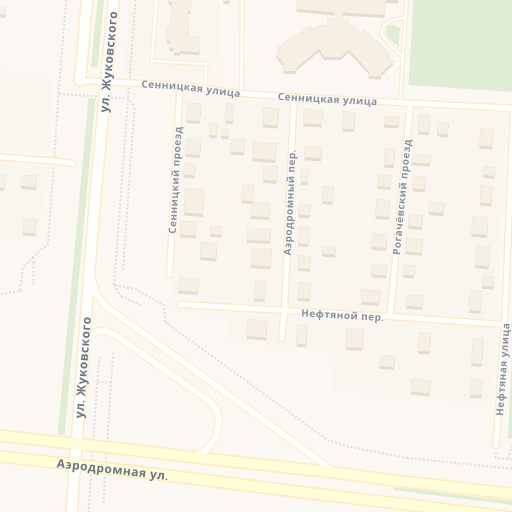 ул. Жуковского
Сенницкая улица
Сенницкая улица
Сенницкий проезд
Аэродромный пер.
Рогачёвский проезд
Нефтяной пер.
ул. Жуковского
Нефтяная улица
Аэродромная ул.